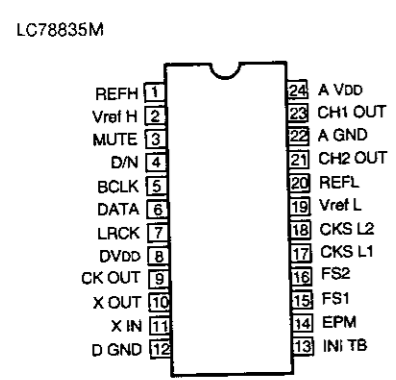 LC78835M
REFH 1
Vref H 2
MUTE 3
D/N 4
BCLK 5
DATA 6
LRCK 7
DVDD 8
CK OUT 9
X OUT 10
X IN 11
D GND 12
24 A VDD
23 CH1 OUT
22 A GND
21 CH2 OUT
20 REFL
19 Vref L
18 CKS L2
17 CKS L1
16 FS2
15 FS1
14 EPM
13 INi TB